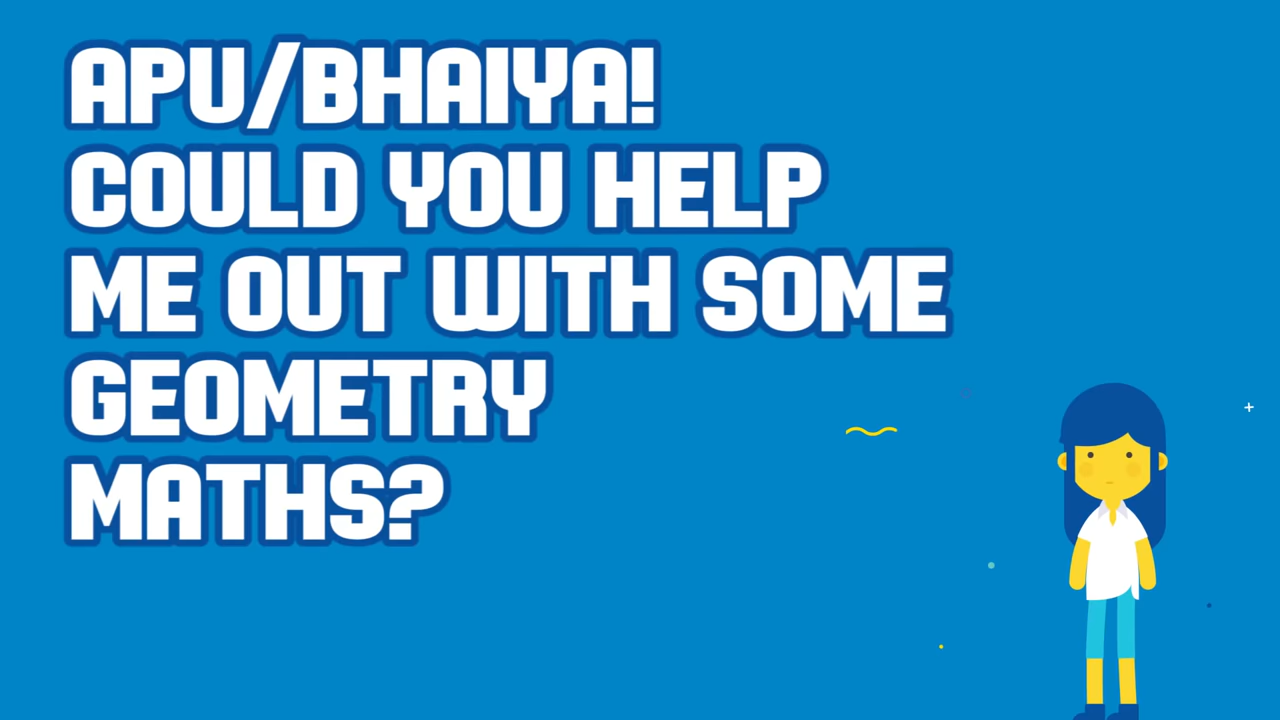 APU/BHAIYA!
COULD YOU HELP
ME OUT WITH SOME
GEOMETRY
MATHS?